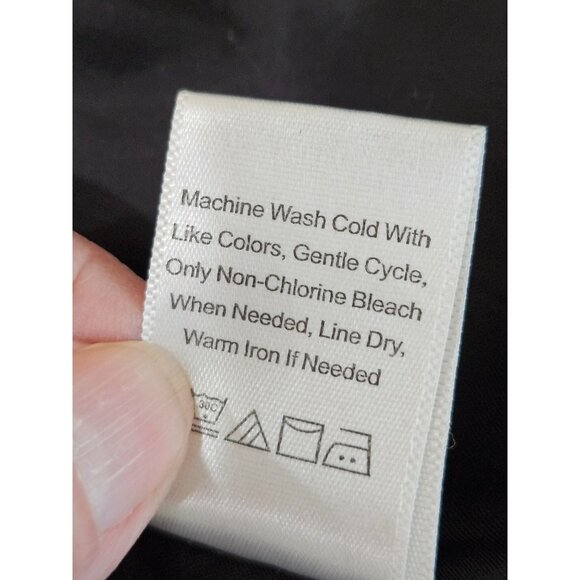 Machine Wash Cold With
Like Colors, Gentle Cycle,
Only Non-Chlorine Bleach
When Needed, Line Dry,
Warm Iron If Needed
30C